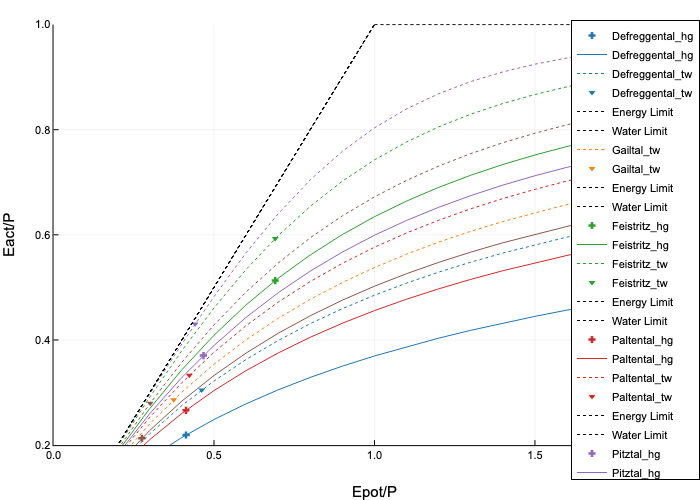 1.0
0.8
0.6
0.4
0.2
Eact/P
0.0
0.5
1.0
1.5
Epot/P
Defreggental_hg
Defreggental_hg
Defreggental_tw
Defreggental_tw
Energy Limit
Water Limit
Gailtal_tw
Gailtal_tw
Energy Limit
Water Limit
Feistritz_hg
Feistritz_hg
Feistritz_tw
Feistritz_tw
Energy Limit
Water Limit
Paltental_hg
Paltental_hg
Paltental_tw
Paltental_tw
Energy Limit
Water Limit
Pitztal_hg
Pitztal_hg